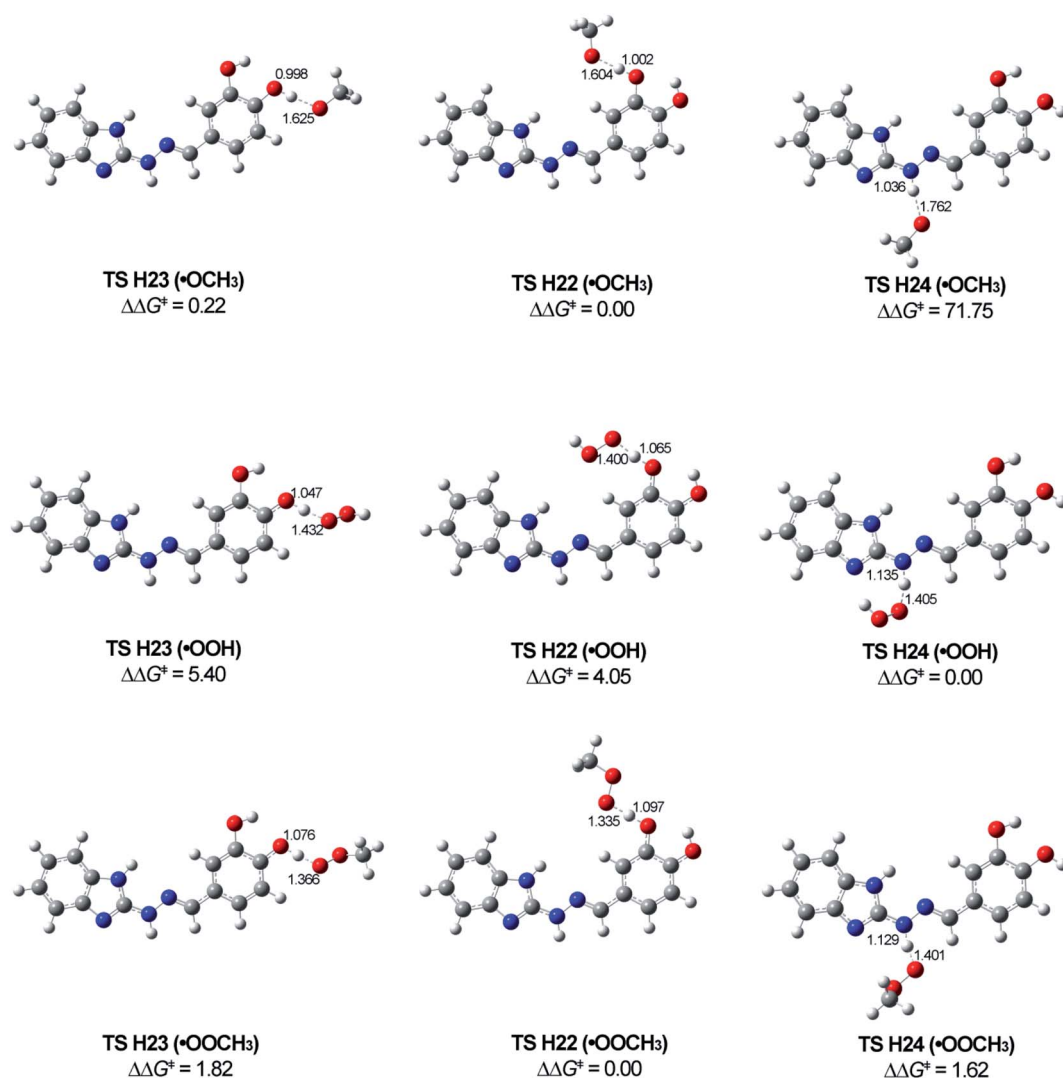 0.998
1.625
TS H23 (•OCH₃)
ΔΔG‡ = 0.22
1.002
1.604
TS H22 (•OCH₃)
ΔΔG‡ = 0.00
1.036
1.762
TS H24 (•OCH₃)
ΔΔG‡ = 71.75
1.047
1.432
TS H23 (•OOH)
ΔΔG‡ = 5.40
1.065
1.400
TS H22 (•OOH)
ΔΔG‡ = 4.05
1.135
1.405
TS H24 (•OOH)
ΔΔG‡ = 0.00
1.076
1.366
TS H23 (•OOCH₃)
ΔΔG‡ = 1.82
1.097
1.335
TS H22 (•OOCH₃)
ΔΔG‡ = 0.00
1.129
1.401
TS H24 (•OOCH₃)
ΔΔG‡ = 1.62